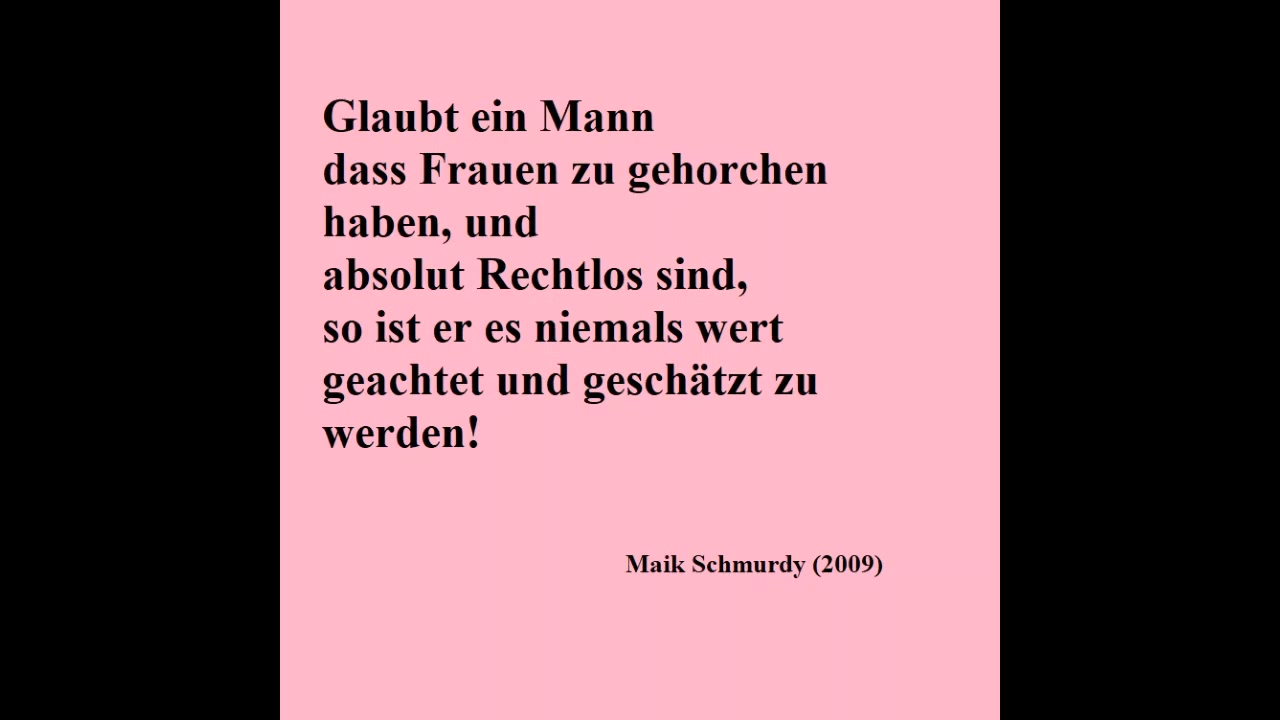 Glaubt ein Mann
dass Frauen zu gehorchen
haben, und
absolut Rechtlos sind,
so ist er es niemals wert
geachtet und geschätzt zu
werden!
Maik Schmurdy (2009)